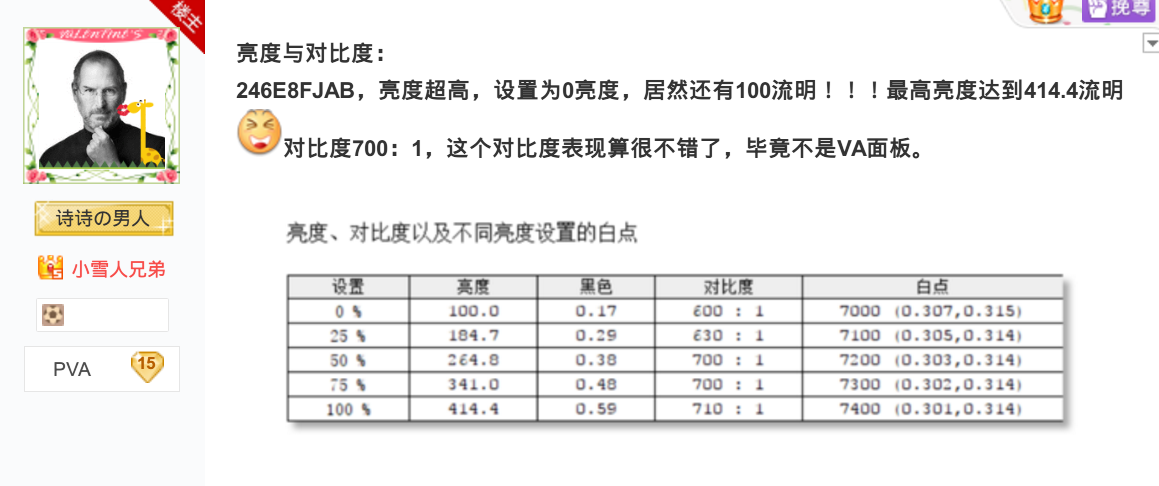 楼主
VALENTINE'S
挽尊
亮度与对比度：
246E8FJAB，亮度超高，设置为0亮度，居然还有100流明！！！最高亮度达到414.4流明
对比度700：1，这个对比度表现算很不错了，毕竟不是VA面板。
诗诗の男人
5 小雪人兄弟
PVA 15
亮度、对比度以及不同亮度设置的白点
设置 亮度 黑色 对比度 白点
0 % 100.0 0.17 600 : 1 7000 (0.307,0.315)
25 % 184.7 0.29 630 : 1 7100 (0.305,0.314)
50 % 264.8 0.38 700 : 1 7200 (0.303,0.314)
75 % 341.0 0.48 700 : 1 7300 (0.302,0.314)
100 % 414.4 0.59 710 : 1 7400 (0.301,0.314)